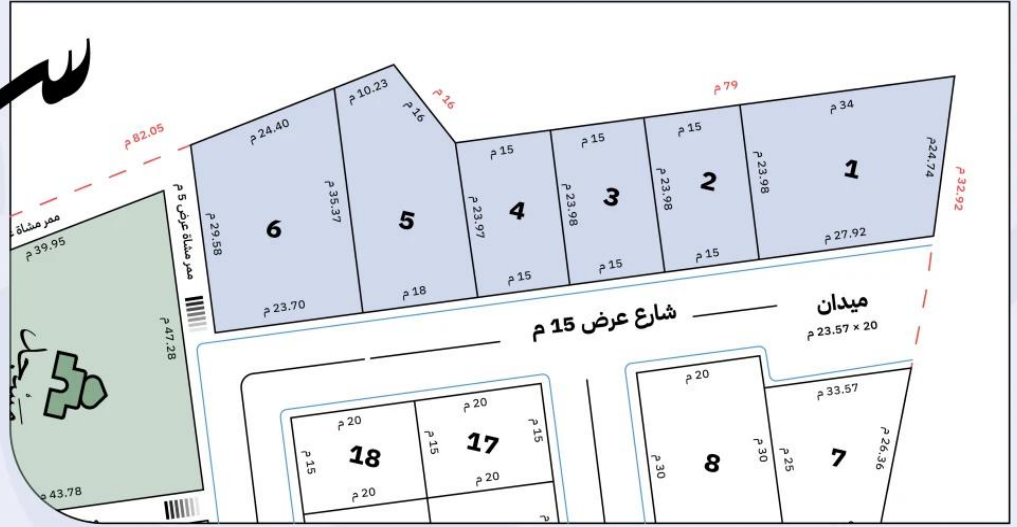 79 م
16 م
82.05 م
32.92 م
34 م
24.74 م
1
23.98 م
27.92 م
15 م
2
23.98 م
15 م
15 م
3
23.98 م
15 م
15 م
4
23.97 م
15 م
10.23 م
16 م
5
35.37 م
18 م
24.40 م
6
29.58 م
23.70 م
ممر مشاة عرض 5 م
ممر مشاة
39.95 م
47.28 م
43.78 م
شارع عرض 15 م
ميدان
20 × 23.57 م
20 م
20 م
15 م
18
15 م
17
15 م
20 م
20 م
20 م
30 م
8
30 م
33.57 م
25 م
7
26.36 م